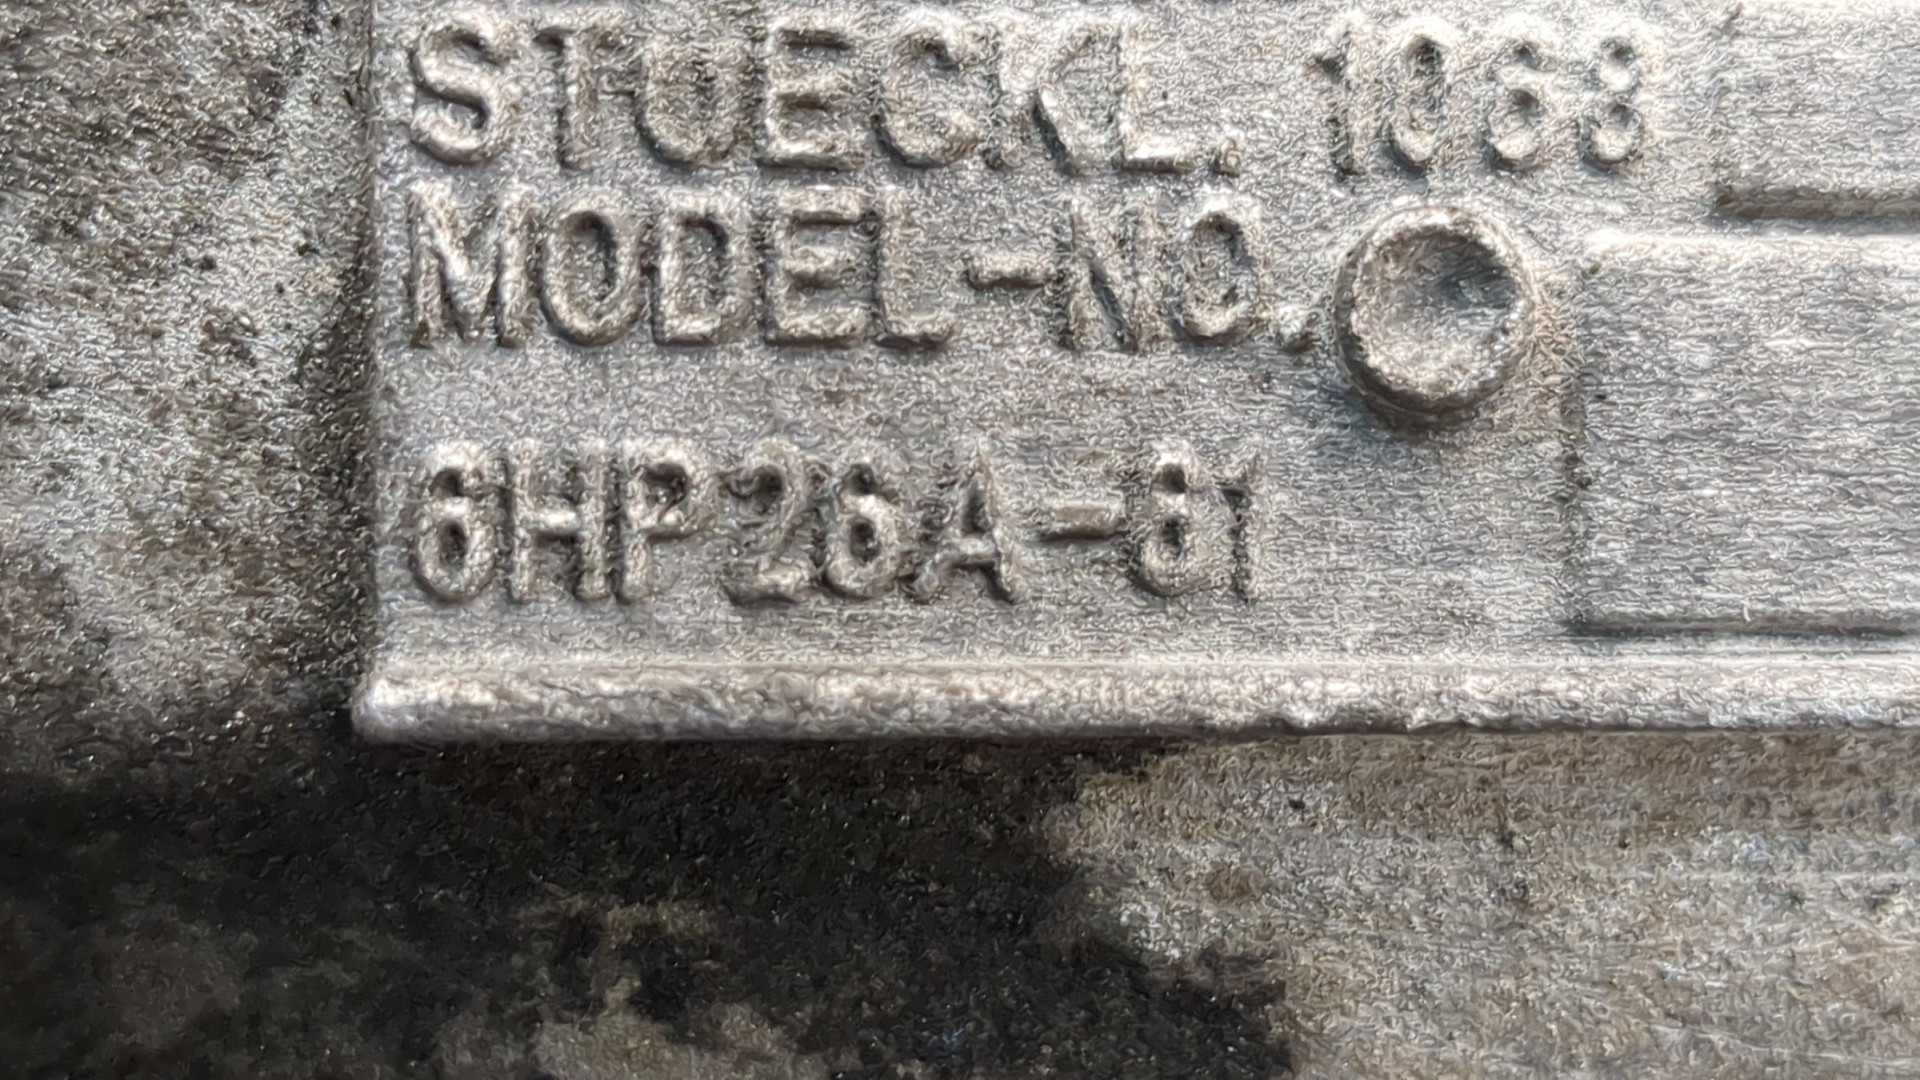 STUECKL. 1068
MODEL-NO.
6HP26A-61